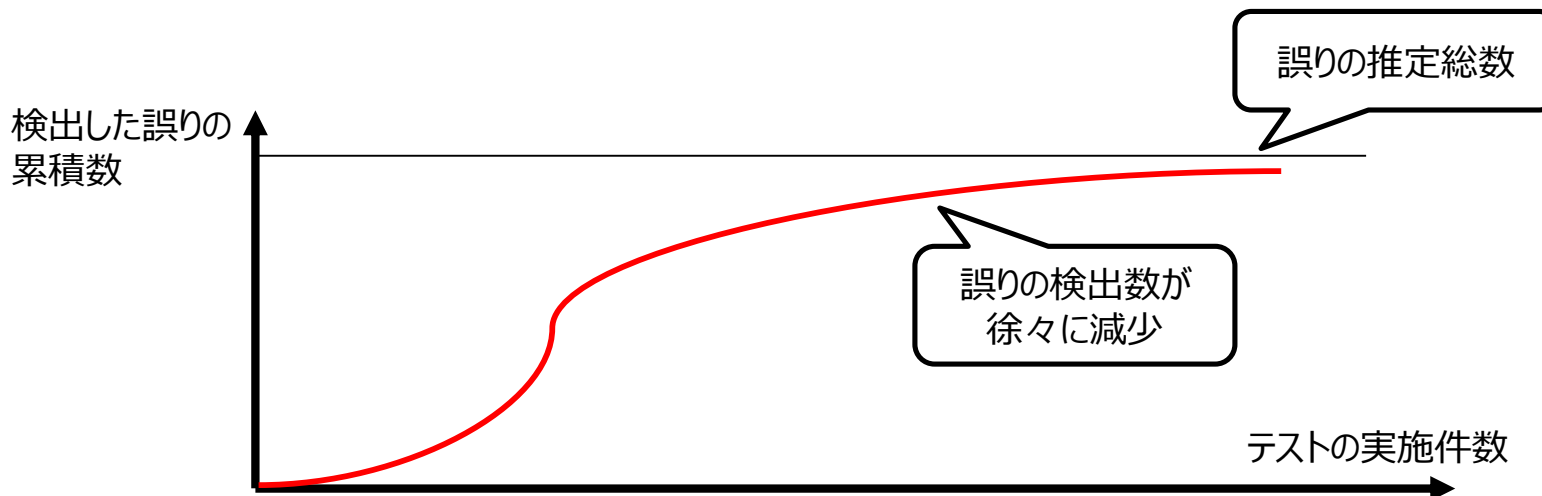 誤りの推定総数
検出した誤りの
累積数
誤りの検出数が
徐々に減少
テストの実施件数